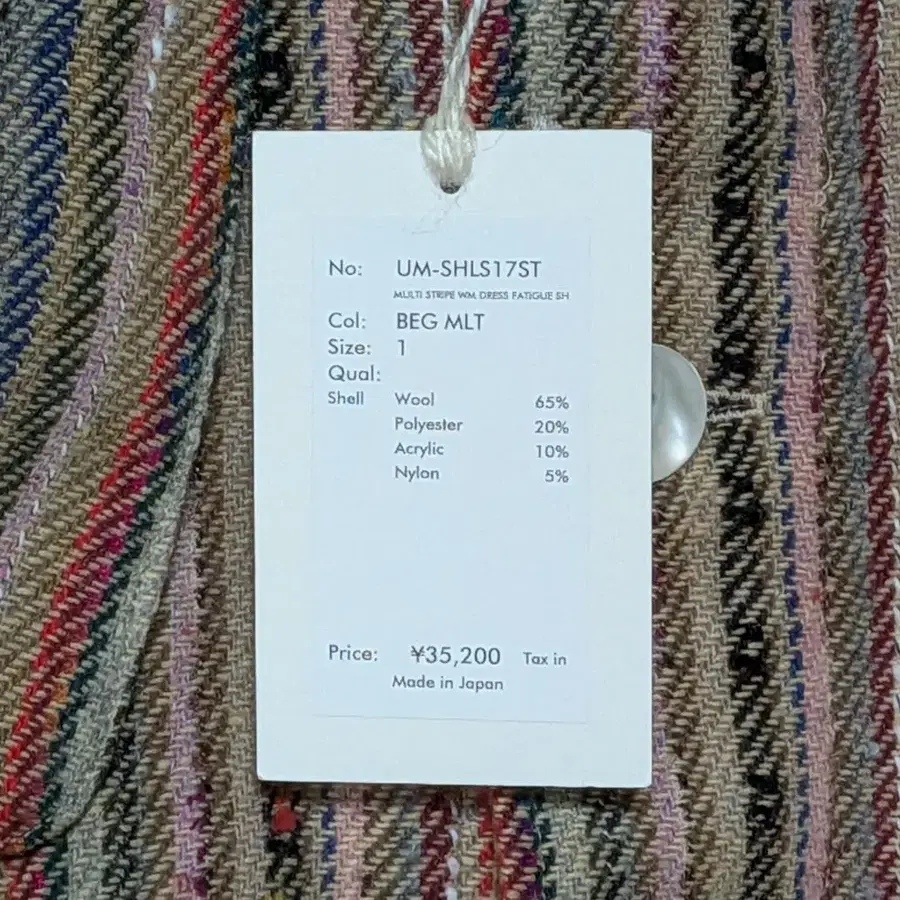 No: UM-SHLS17ST
MULTI STRIPE WM DRESS FATIGUE SH
Col: BEG MLT
Size: 1
Qual:
Shell Wool 65%
Polyester 20%
Acrylic 10%
Nylon 5%
Price: ¥35,200 Tax in
Made in Japan